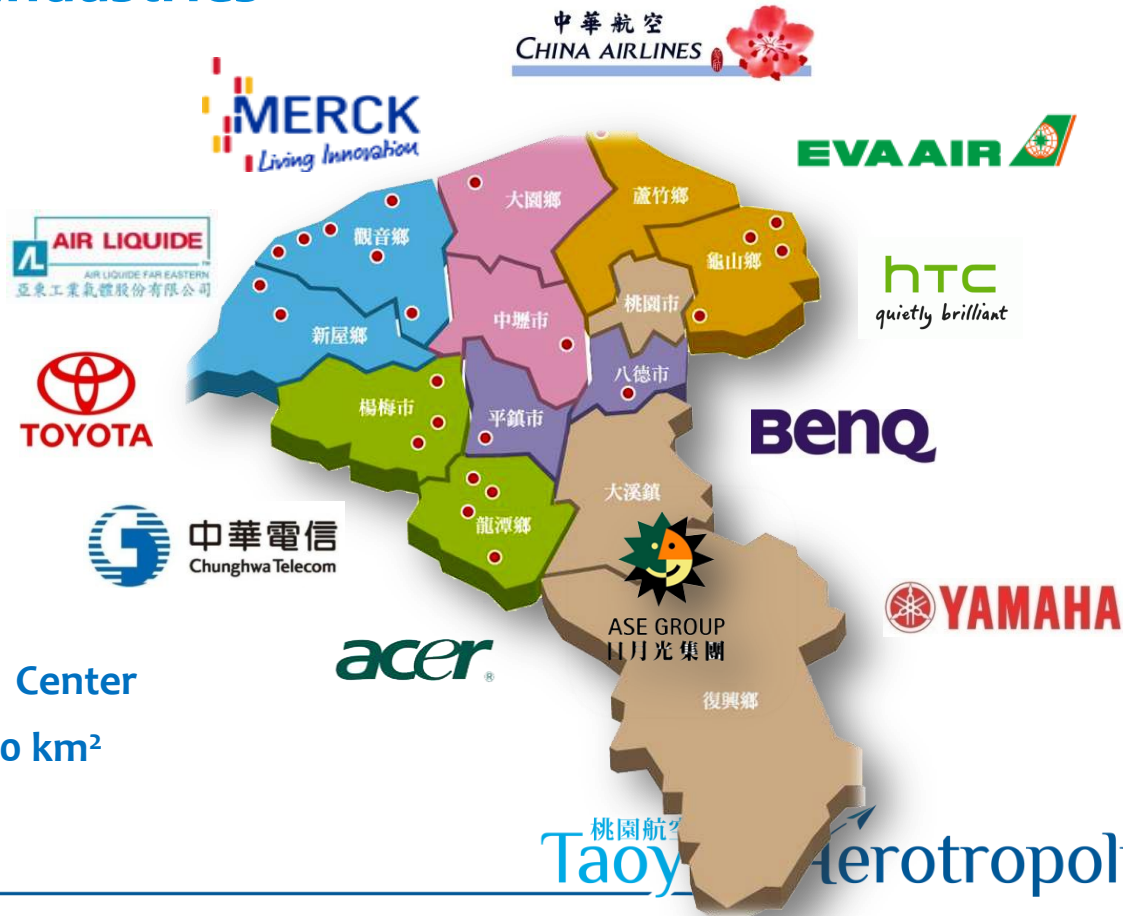 中華航空
CHINA AIRLINES
MERCK
Living Innovation
EVA AIR
大園鄉
蘆竹鄉
AIR LIQUIDE
AIR LIQUIDE FAR EASTERN
亞東工業氣體股份有限公司
觀音鄉
龜山鄉
桃園市
hTC
quietly brilliant
新屋鄉
中壢市
TOYOTA
楊梅市
平鎮市
八德市
BenQ
大溪鎮
龍潭鄉
中華電信
Chunghwa Telecom
YAMAHA
ASE GROUP
日月光集團
acer
Center
復興鄉
0 km²
桃園航
Taoy